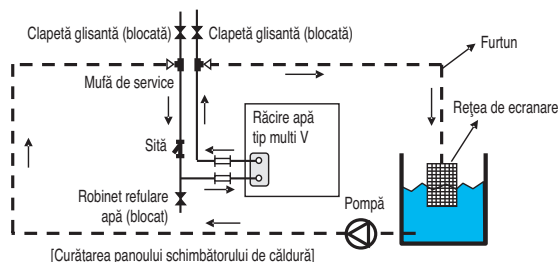 Clapetă glisantă (blocată)
Clapetă glisantă (blocată)
Furtun
Mufă de service
Răcire apă
tip multi V
Reţea de ecranare
Sită
Robinet refulare
apă (blocat)
Pompă
[Curătarea panoului schimbătorului de căldură]